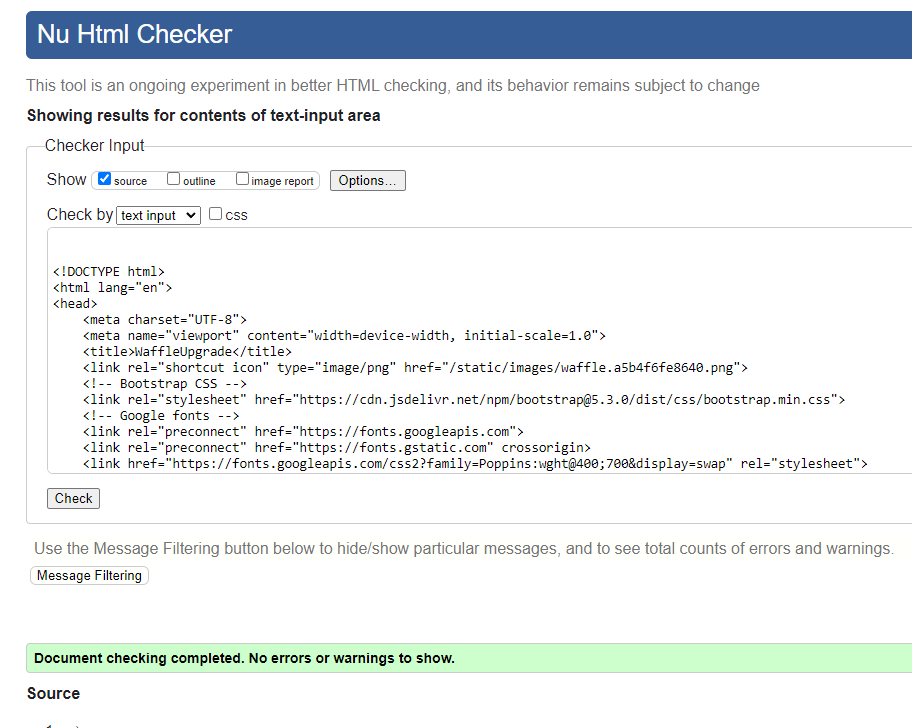 Nu Html Checker
This tool is an ongoing experiment in better HTML checking, and its behavior remains subject to change
Showing results for contents of text-input area
Checker Input
Show source outline image report Options...
Check by text input css
<!DOCTYPE html>
<html lang="en">
<head>
    <meta charset="UTF-8">
    <meta name="viewport" content="width=device-width, initial-scale=1.0">
    <title>WaffleUpgrade</title>
    <link rel="shortcut icon" type="image/png" href="/static/images/waffle.a5b4f6fe8640.png">
    <!-- Bootstrap CSS -->
    <link rel="stylesheet" href="https://cdn.jsdelivr.net/npm/bootstrap@5.3.0/dist/css/bootstrap.min.css">
    <!-- Google fonts -->
    <link rel="preconnect" href="https://fonts.googleapis.com">
    <link rel="preconnect" href="https://fonts.gstatic.com" crossorigin>
    <link href="https://fonts.googleapis.com/css2?family=Poppins:wght@400;700&display=swap" rel="stylesheet">
Check
Use the Message Filtering button below to hide/show particular messages, and to see total counts of errors and warnings.
Message Filtering
Document checking completed. No errors or warnings to show.
Source